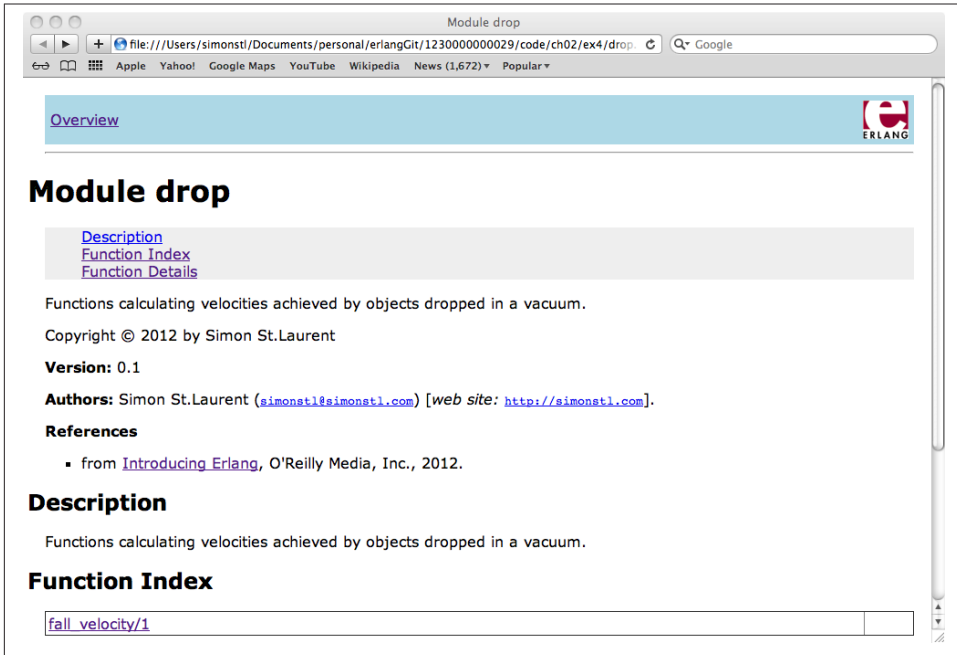 Module drop
file:///Users/simonstl/Documents/personal/erlangGit/1230000000029/code/ch02/ex4/drop.
Google
Apple Yahoo! Google Maps YouTube Wikipedia News (1,672) Popular
Overview
e
ERLANG
Module drop
Description
Function Index
Function Details
Functions calculating velocities achieved by objects dropped in a vacuum.
Copyright © 2012 by Simon St.Laurent
Version: 0.1
Authors: Simon St.Laurent (simonstl@simonstl.com) [web site: http://simonstl.com].
References
▪ from Introducing Erlang, O'Reilly Media, Inc., 2012.
Description
Functions calculating velocities achieved by objects dropped in a vacuum.
Function Index
fall_velocity/1